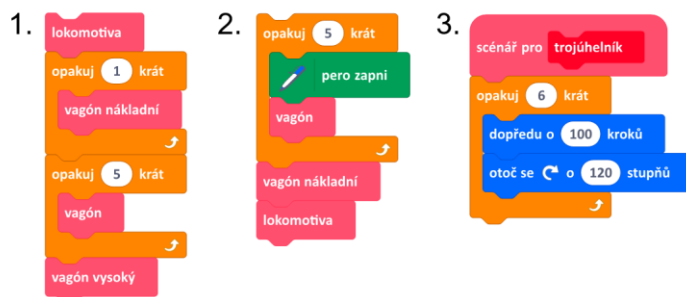 1.
lokomotiva
opakuj 1 krát
vagón nákladní
opakuj 5 krát
vagón
vagón vysoký
2.
opakuj 5 krát
pero zapni
vagón
vagón nákladní
lokomotiva
3.
scénář pro trojúhelník
opakuj 6 krát
dopředu o 100 kroků
otoč se o 120 stupňů